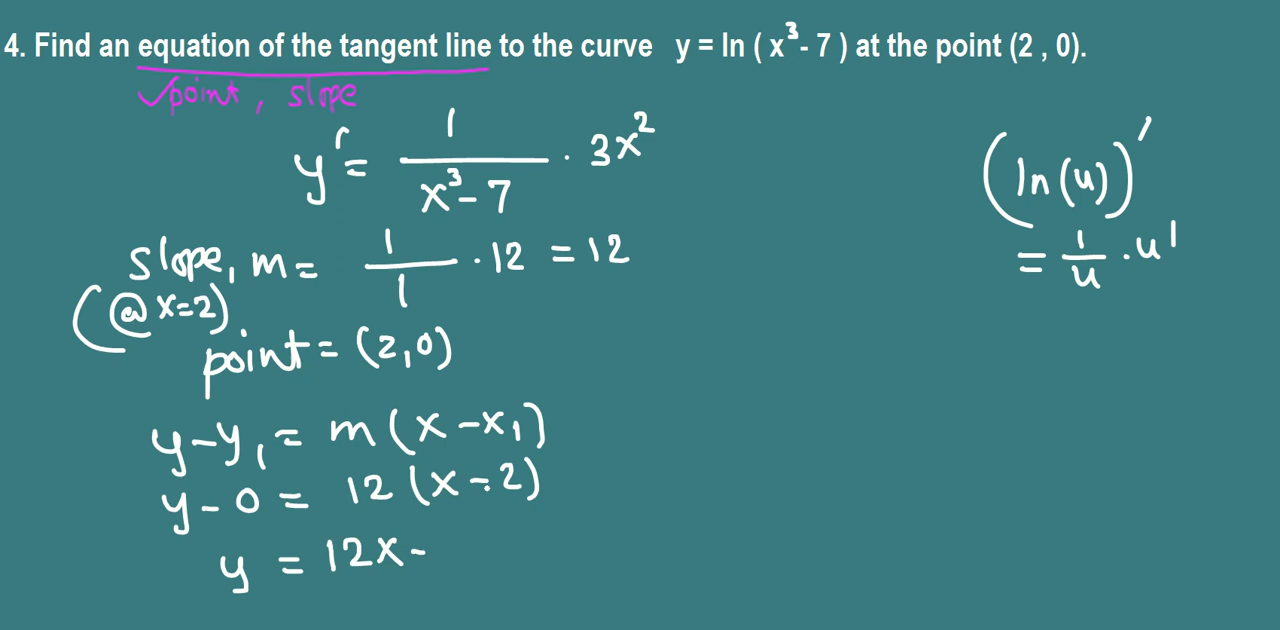 4. Find an equation of the tangent line to the curve y = ln ( x³- 7 ) at the point (2 , 0).
✓point, slope
y' = 1/(x³-7) · 3x²
(ln(u))'
= 1/u · u'
slope, m = 1/1 · 12 = 12
(@ x=2)
point = (2,0)
y-y₁ = m(x-x₁)
y-0 = 12(x-2)
y = 12x-